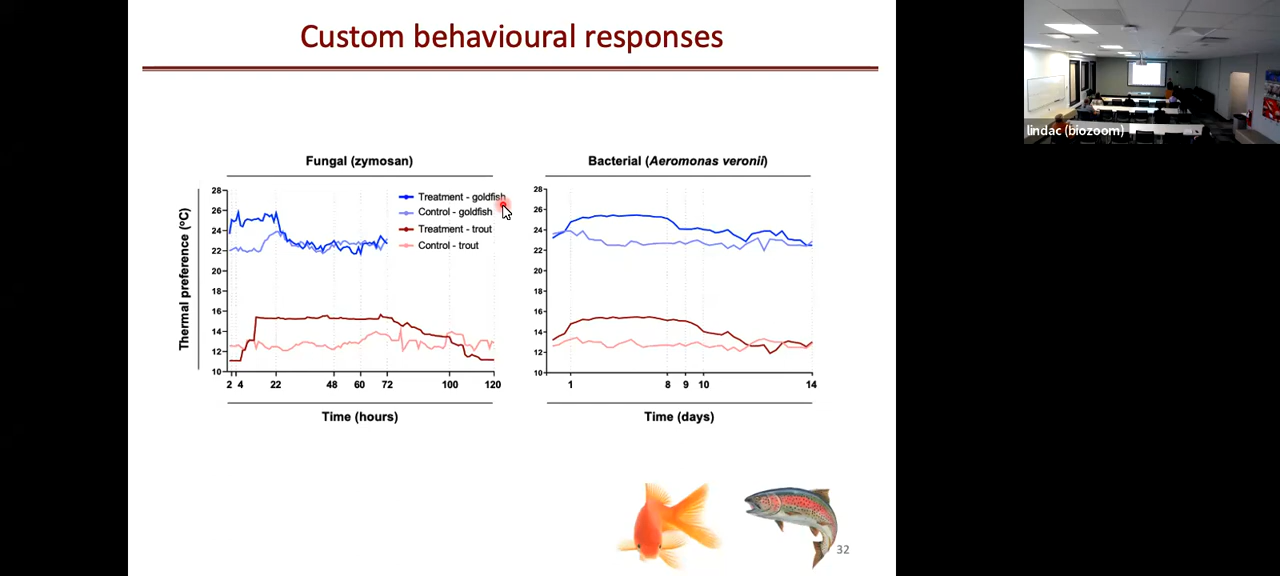 Custom behavioural responses
Fungal (zymosan)
Treatment - goldfish
Control - goldfish
Treatment - trout
Control - trout
Thermal preference (ºC)
28
26
24
22
20
18
16
14
12
10
2 4 22 48 60 72 100 120
Time (hours)
Bacterial (Aeromonas veronii)
28
26
24
22
20
18
16
14
12
10
1 8 9 10 14
Time (days)
32
lindac (biozoom)